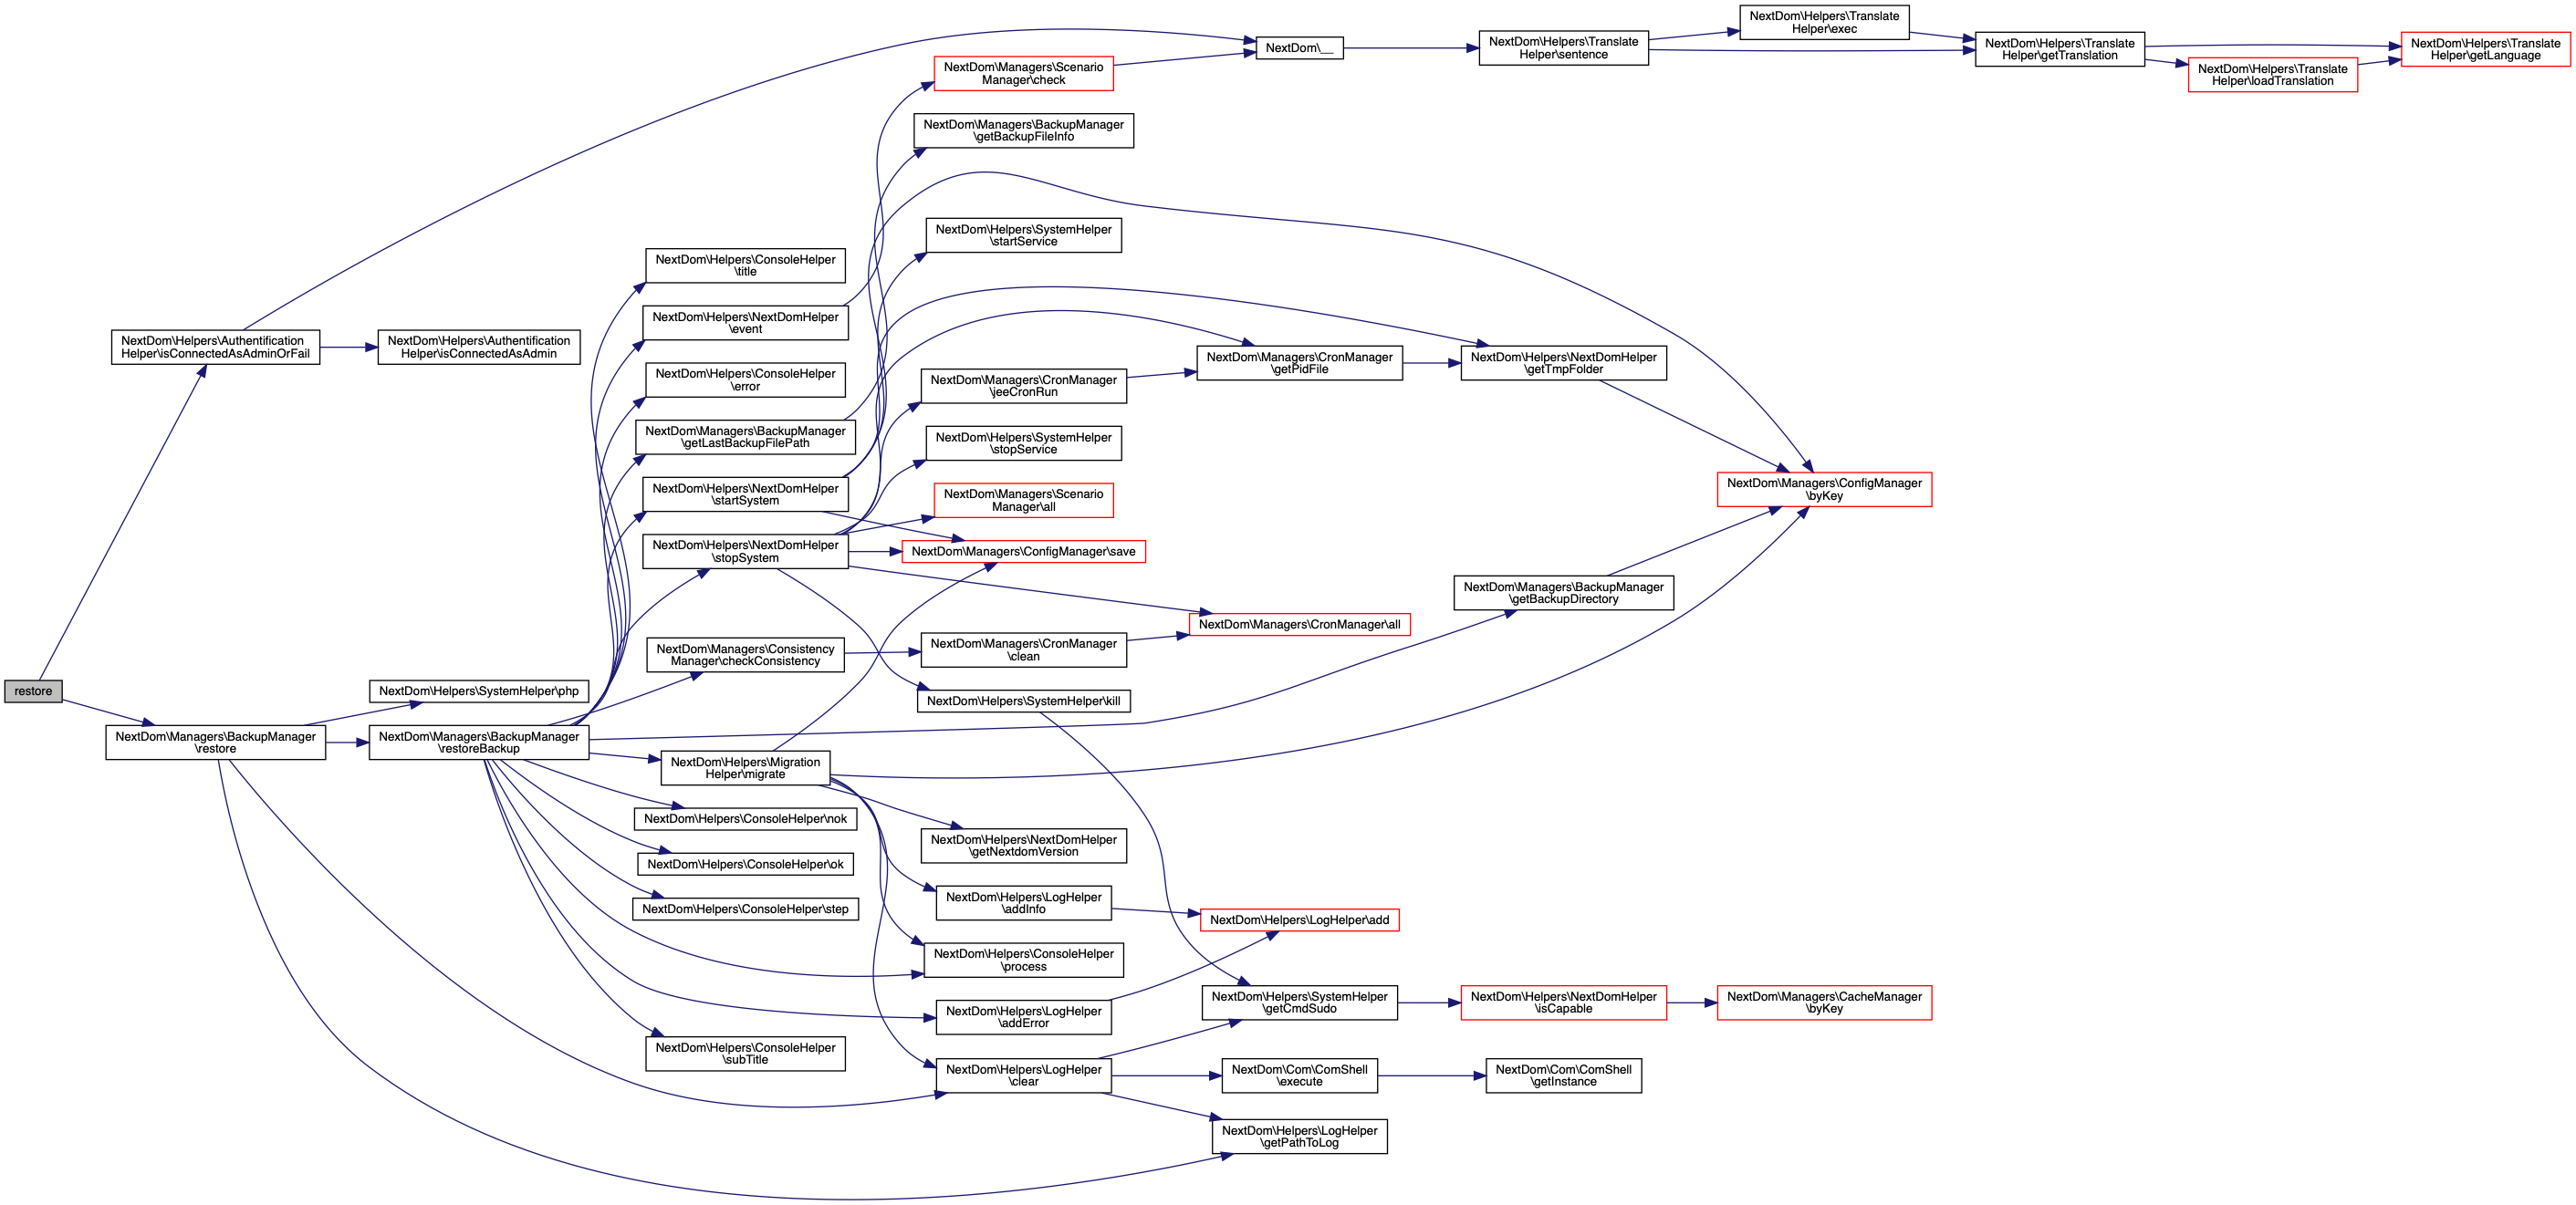 restore
NextDom\Helpers\Authentification
Helper\isConnectedAsAdminOrFail
NextDom\Managers\BackupManager
\restore
NextDom\Helpers\Authentification
Helper\isConnectedAsAdmin
NextDom\Helpers\SystemHelper\php
NextDom\Managers\BackupManager
\restoreBackup
NextDom\Helpers\ConsoleHelper
\title
NextDom\Helpers\NextDomHelper
\event
NextDom\Helpers\ConsoleHelper
\error
NextDom\Managers\BackupManager
\getLastBackupFilePath
NextDom\Helpers\NextDomHelper
\startSystem
NextDom\Helpers\NextDomHelper
\stopSystem
NextDom\Managers\Consistency
Manager\checkConsistency
NextDom\Helpers\Migration
Helper\migrate
NextDom\Helpers\ConsoleHelper\nok
NextDom\Helpers\ConsoleHelper\ok
NextDom\Helpers\ConsoleHelper\step
NextDom\Helpers\ConsoleHelper
\subTitle
NextDom\Managers\Scenario
Manager\check
NextDom\Managers\BackupManager
\getBackupFileInfo
NextDom\Helpers\SystemHelper
\startService
NextDom\Managers\CronManager
\jeeCronRun
NextDom\Helpers\SystemHelper
\stopService
NextDom\Managers\Scenario
Manager\all
NextDom\Managers\ConfigManager\save
NextDom\Managers\CronManager
\clean
NextDom\Helpers\SystemHelper\kill
NextDom\Helpers\NextDomHelper
\getNextdomVersion
NextDom\Helpers\LogHelper
\addInfo
NextDom\Helpers\ConsoleHelper
\process
NextDom\Helpers\LogHelper
\addError
NextDom\Helpers\LogHelper
\clear
NextDom\__
NextDom\Managers\CronManager
\getPidFile
NextDom\Managers\CronManager\all
NextDom\Helpers\LogHelper\add
NextDom\Helpers\SystemHelper
\getCmdSudo
NextDom\Com\ComShell
\execute
NextDom\Helpers\LogHelper
\getPathToLog
NextDom\Helpers\Translate
Helper\sentence
NextDom\Helpers\NextDomHelper
\getTmpFolder
NextDom\Managers\BackupManager
\getBackupDirectory
NextDom\Helpers\NextDomHelper
\isCapable
NextDom\Com\ComShell
\getInstance
NextDom\Helpers\Translate
Helper\exec
NextDom\Managers\ConfigManager
\byKey
NextDom\Managers\CacheManager
\byKey
NextDom\Helpers\Translate
Helper\getTranslation
NextDom\Helpers\Translate
Helper\loadTranslation
NextDom\Helpers\Translate
Helper\getLanguage